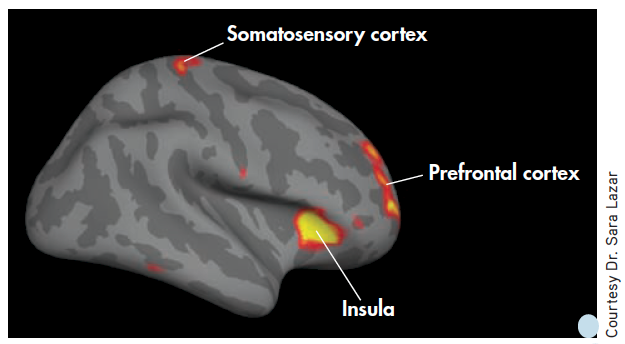 Somatosensory cortex
Prefrontal cortex
Insula
Courtesy Dr. Sara Lazar